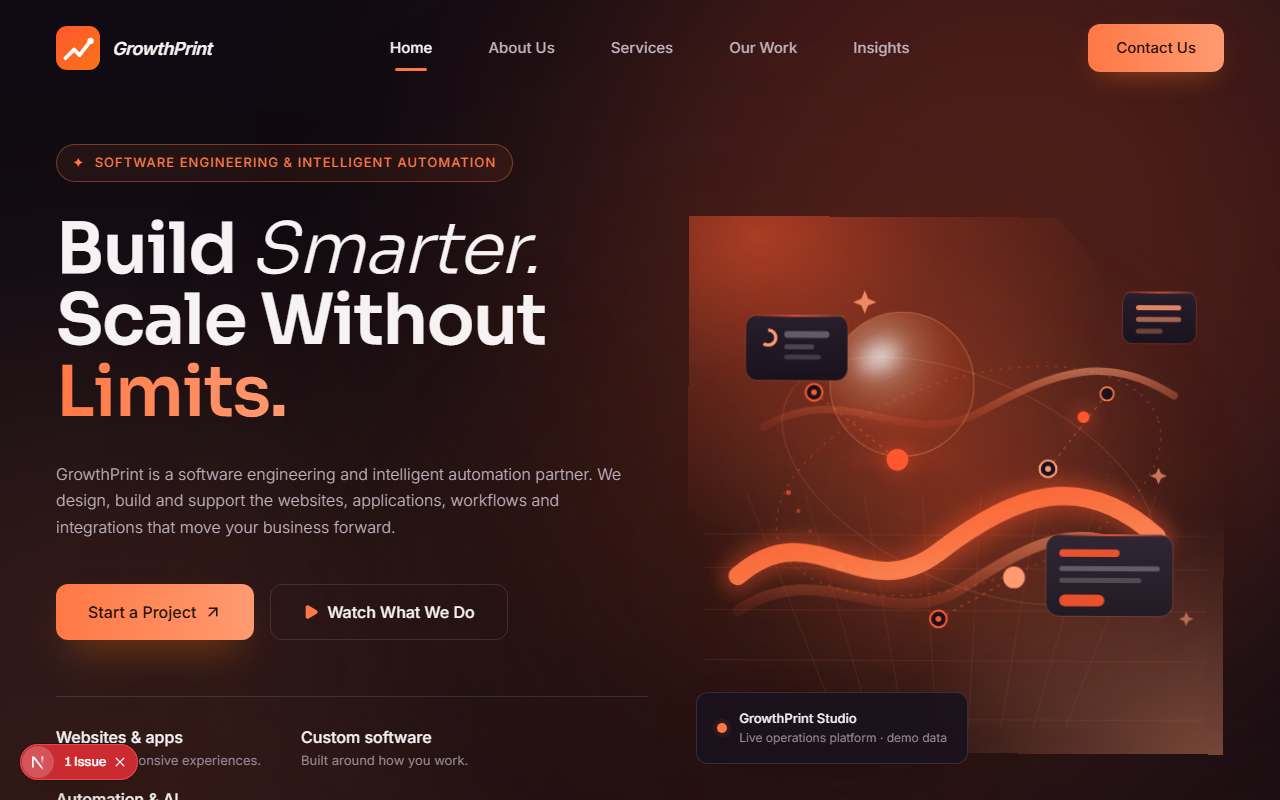 GrowthPrint
Home
About Us
Services
Our Work
Insights
Contact Us
✦ SOFTWARE ENGINEERING & INTELLIGENT AUTOMATION
Build Smarter.
Scale Without
Limits.
GrowthPrint is a software engineering and intelligent automation partner. We
design, build and support the websites, applications, workflows and
integrations that move your business forward.
Start a Project
Watch What We Do
GrowthPrint Studio
Live operations platform · demo data
Websites & apps
onsive experiences.
Custom software
Built around how you work.
N 1 Issue
Automation & AI